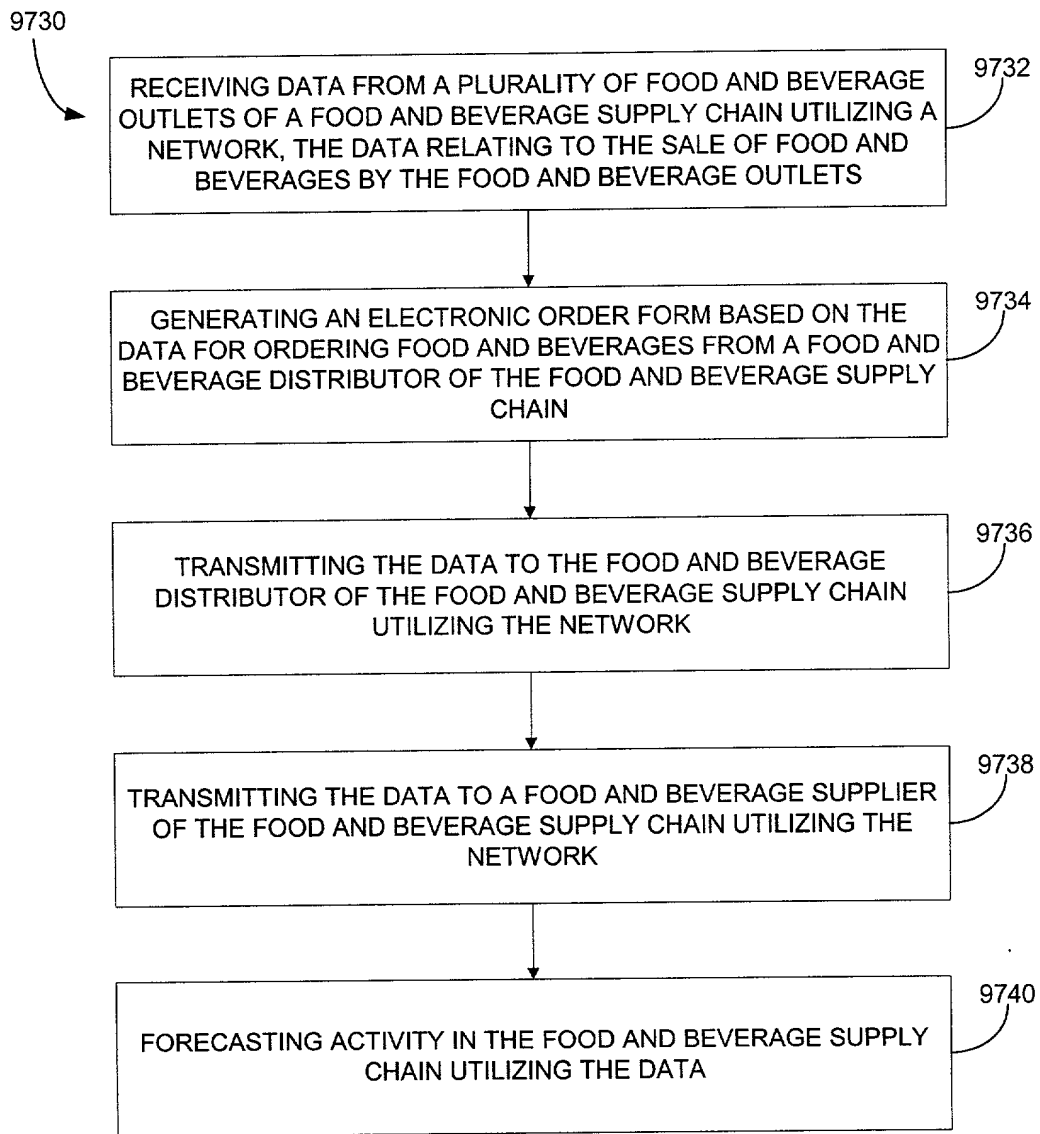 9730
RECEIVING DATA FROM A PLURALITY OF FOOD AND BEVERAGE
OUTLETS OF A FOOD AND BEVERAGE SUPPLY CHAIN UTILIZING A
NETWORK, THE DATA RELATING TO THE SALE OF FOOD AND
BEVERAGES BY THE FOOD AND BEVERAGE OUTLETS
9732
GENERATING AN ELECTRONIC ORDER FORM BASED ON THE
DATA FOR ORDERING FOOD AND BEVERAGES FROM A FOOD AND
BEVERAGE DISTRIBUTOR OF THE FOOD AND BEVERAGE SUPPLY
CHAIN
9734
TRANSMITTING THE DATA TO THE FOOD AND BEVERAGE
DISTRIBUTOR OF THE FOOD AND BEVERAGE SUPPLY CHAIN
UTILIZING THE NETWORK
9736
TRANSMITTING THE DATA TO A FOOD AND BEVERAGE SUPPLIER
OF THE FOOD AND BEVERAGE SUPPLY CHAIN UTILIZING THE
NETWORK
9738
FORECASTING ACTIVITY IN THE FOOD AND BEVERAGE SUPPLY
CHAIN UTILIZING THE DATA
9740